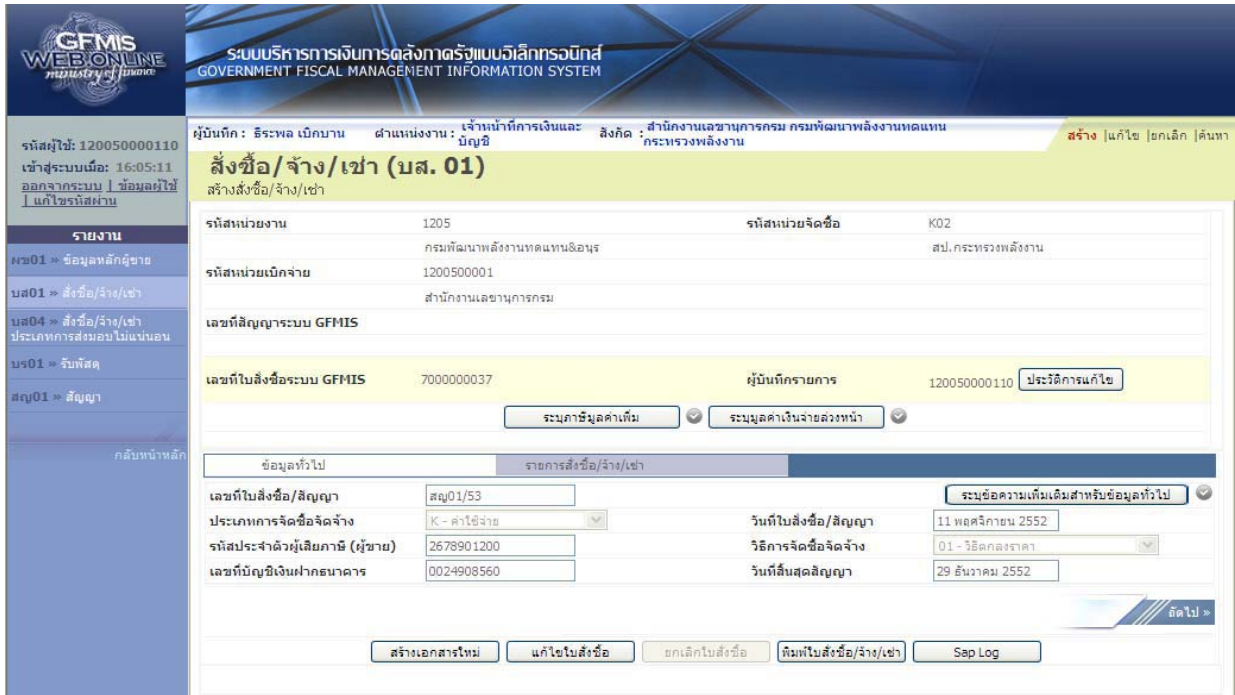 GFMIS
WEB ONLINE
ministry of finance
ระบบบริหารการเงินการคลังภาครัฐแบบอิเล็กทรอนิกส์
GOVERNMENT FISCAL MANAGEMENT INFORMATION SYSTEM
รหัสผู้ใช้: 120050000110
เข้าสู่ระบบเมื่อ: 16:05:11
ออกจากระบบ | ข้อมูลผู้ใช้
| แก้ไขรหัสผ่าน
ผู้บันทึก : ธีระพล เบิกบาน ตำแหน่งงาน : เจ้าหน้าที่การเงินและบัญชี สังกัด : สำนักงานเลขานุการกรม กรมพัฒนาพลังงานทดแทน กระทรวงพลังงาน
สร้าง |แก้ไข |ยกเลิก |ค้นหา
สั่งซื้อ/จ้าง/เช่า (บส. 01)
สร้างสั่งซื้อ/จ้าง/เช่า
รายงาน
ผข01 » ข้อมูลหลักผู้ขาย
บส01 » สั่งซื้อ/จ้าง/เช่า
บส04 » สั่งซื้อ/จ้าง/เช่า
ประเภทการส่งมอบไม่แน่นอน
บร01 » รับพัสดุ
สญ01 » สัญญา
กลับหน้าหลัก
รหัสหน่วยงาน 1205 รหัสหน่วยจัดซื้อ K02
กรมพัฒนาพลังงานทดแทน&อนุร สป.กระทรวงพลังงาน
รหัสหน่วยเบิกจ่าย 1200500001
สำนักงานเลขานุการกรม
เลขที่สัญญาระบบ GFMIS
เลขที่ใบสั่งซื้อระบบ GFMIS 7000000037 ผู้บันทึกรายการ 120050000110 ประวัติการแก้ไข
ระบุภาษีมูลค่าเพิ่ม ระบุมูลค่าเงินจ่ายล่วงหน้า
ข้อมูลทั่วไป รายการสั่งซื้อ/จ้าง/เช่า
เลขที่ใบสั่งซื้อ/สัญญา สญ01/53 ระบุข้อความเพิ่มเติมสำหรับข้อมูลทั่วไป
ประเภทการจัดซื้อจัดจ้าง K - ค่าใช้จ่าย วันที่ใบสั่งซื้อ/สัญญา 11 พฤศจิกายน 2552
รหัสประจำตัวผู้เสียภาษี (ผู้ขาย) 2678901200 วิธีการจัดซื้อจัดจ้าง 01 - วิธีตกลงราคา
เลขที่บัญชีเงินฝากธนาคาร 0024908560 วันที่สิ้นสุดสัญญา 29 ธันวาคม 2552
ถัดไป »
สร้างเอกสารใหม่ แก้ไขใบสั่งซื้อ ยกเลิกใบสั่งซื้อ พิมพ์ใบสั่งซื้อ/จ้าง/เช่า Sap Log